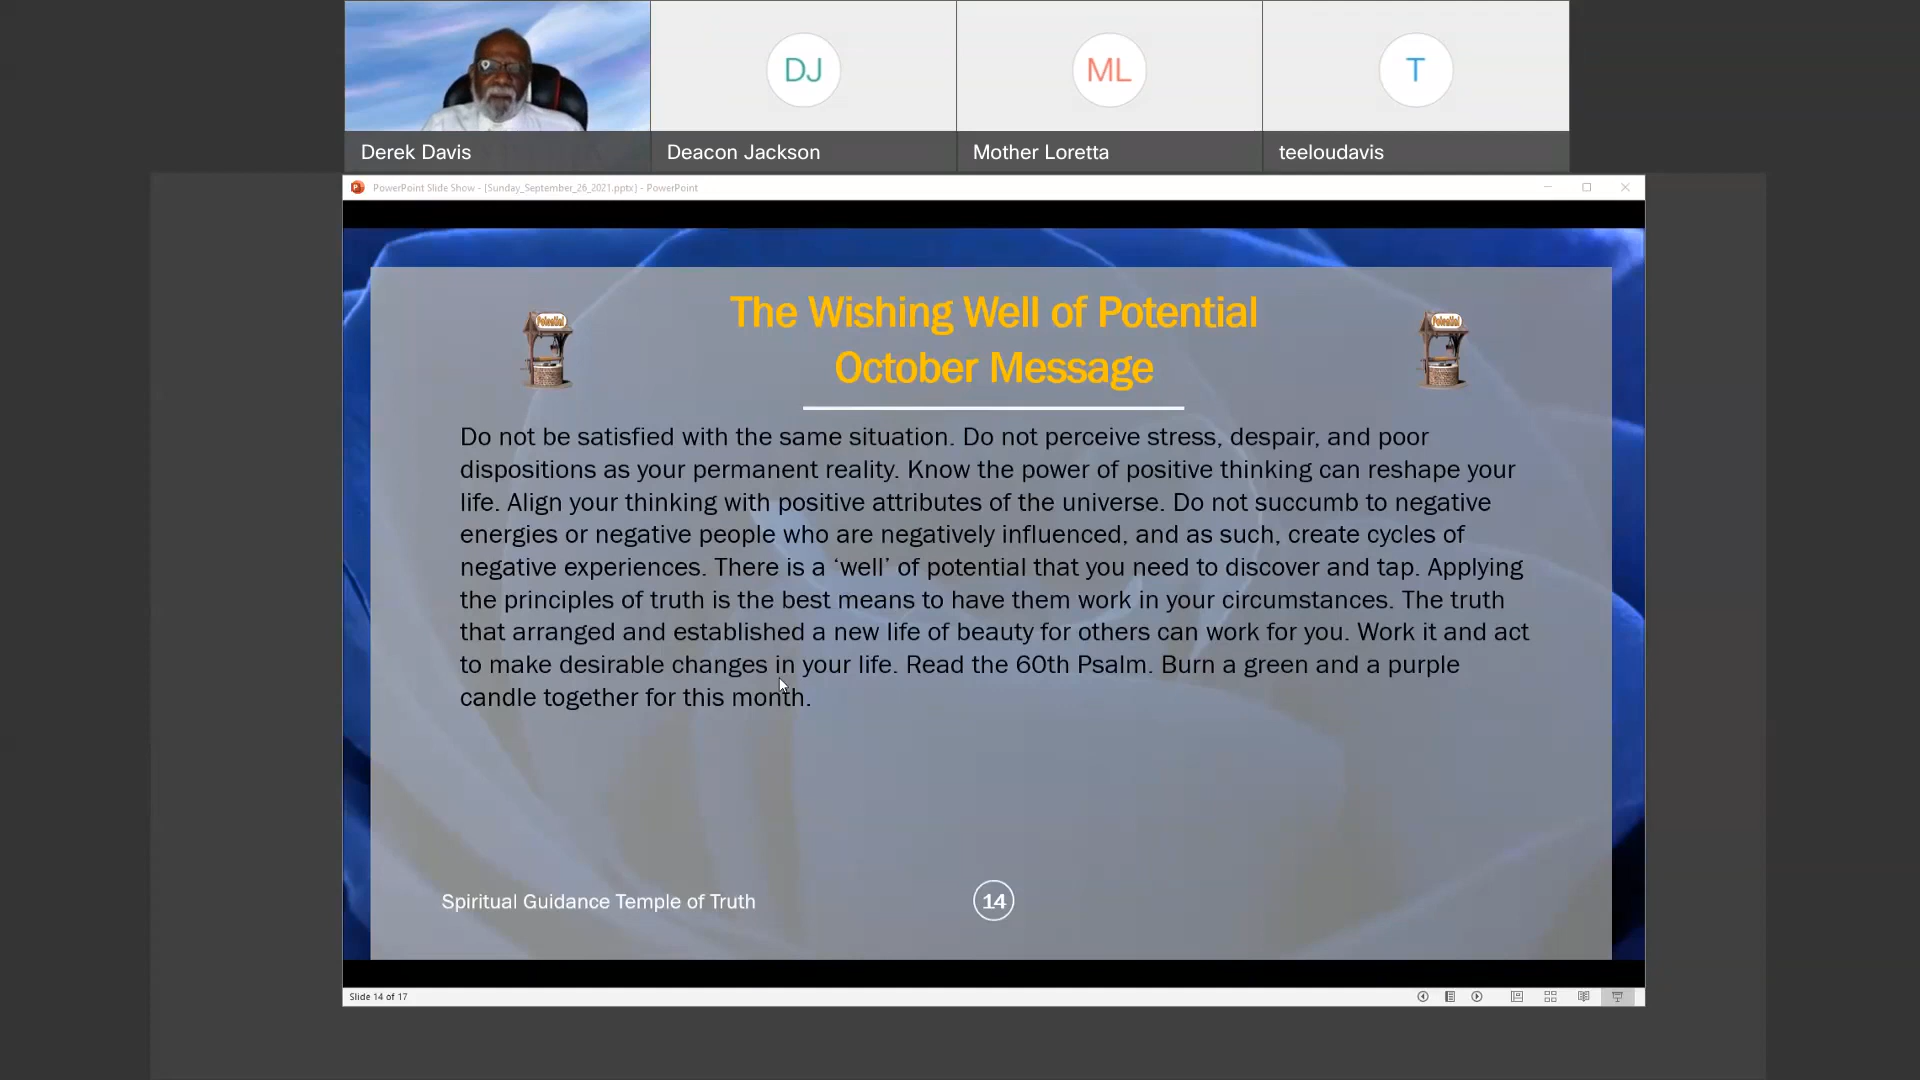 DJ
ML
T
Derek Davis
Deacon Jackson
Mother Loretta
teeloudavis
PowerPoint Slide Show - [Sunday_September_26_2021.pptx] - PowerPoint
Potential
Potential
The Wishing Well of Potential
October Message
Do not be satisfied with the same situation. Do not perceive stress, despair, and poor
dispositions as your permanent reality. Know the power of positive thinking can reshape your
life. Align your thinking with positive attributes of the universe. Do not succumb to negative
energies or negative people who are negatively influenced, and as such, create cycles of
negative experiences. There is a ‘well’ of potential that you need to discover and tap. Applying
the principles of truth is the best means to have them work in your circumstances. The truth
that arranged and established a new life of beauty for others can work for you. Work it and act
to make desirable changes in your life. Read the 60th Psalm. Burn a green and a purple
candle together for this month.
Spiritual Guidance Temple of Truth
14
Slide 14 of 17